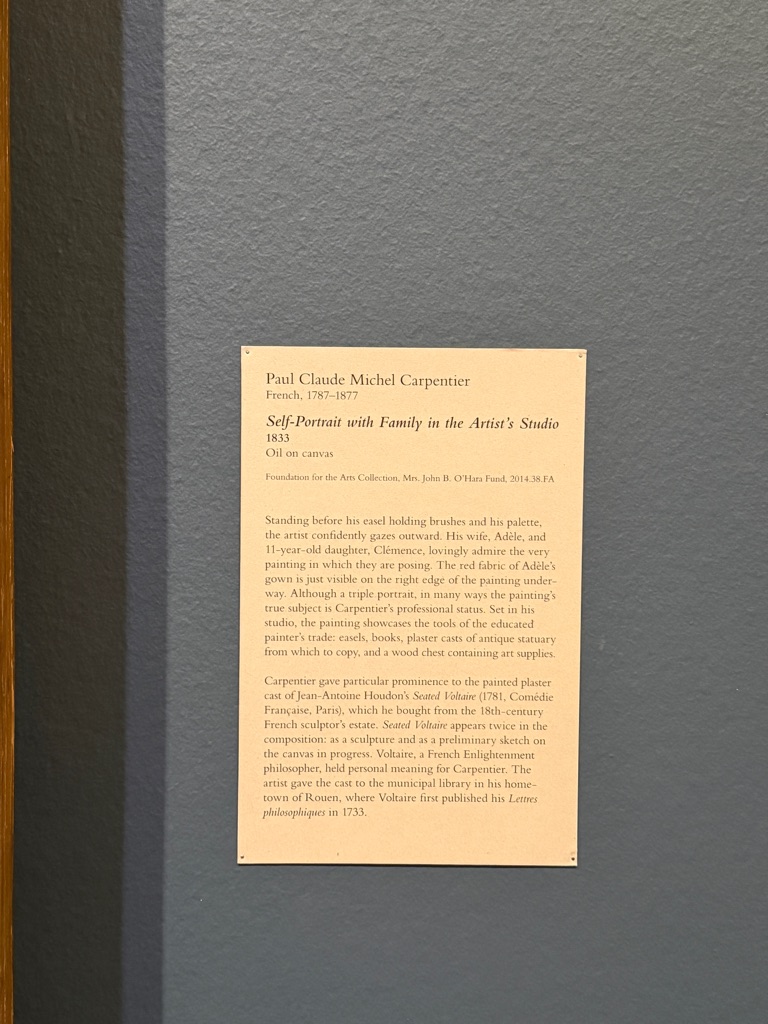 Paul Claude Michel Carpentier
French, 1787–1877
Self-Portrait with Family in the Artist's Studio
1833
Oil on canvas
Foundation for the Arts Collection, Mrs. John B. O'Hara Fund, 2014.38.FA
Standing before his easel holding brushes and his palette,
the artist confidently gazes outward. His wife, Adèle, and
11-year-old daughter, Clémence, lovingly admire the very
painting in which they are posing. The red fabric of Adèle's
gown is just visible on the right edge of the painting under-
way. Although a triple portrait, in many ways the painting's
true subject is Carpentier's professional status. Set in his
studio, the painting showcases the tools of the educated
painter's trade: easels, books, plaster casts of antique statuary
from which to copy, and a wood chest containing art supplies.
Carpentier gave particular prominence to the painted plaster
cast of Jean-Antoine Houdon's Seated Voltaire (1781, Comédie
Française, Paris), which he bought from the 18th-century
French sculptor's estate. Seated Voltaire appears twice in the
composition: as a sculpture and as a preliminary sketch on
the canvas in progress. Voltaire, a French Enlightenment
philosopher, held personal meaning for Carpentier. The
artist gave the cast to the municipal library in his home-
town of Rouen, where Voltaire first published his Lettres
philosophiques in 1733.